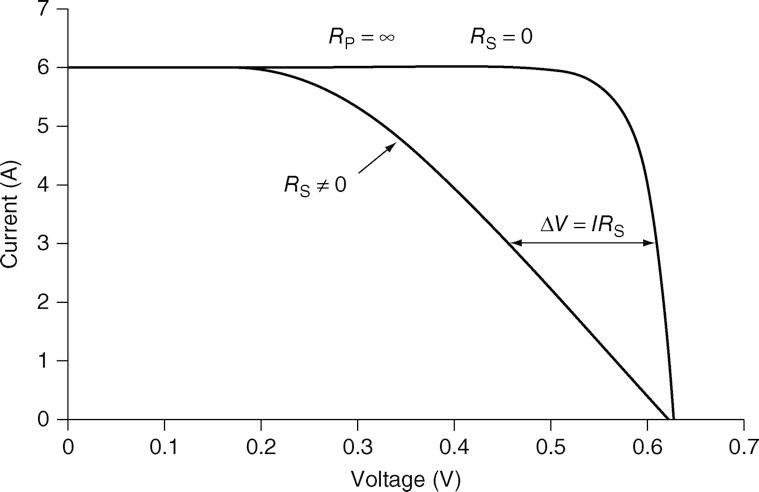 7
R_P = ∞ R_S = 0
6
5
R_S ≠ 0
4
ΔV = IR_S
3
2
1
0
Current (A)
0 0.1 0.2 0.3 0.4 0.5 0.6 0.7
Voltage (V)